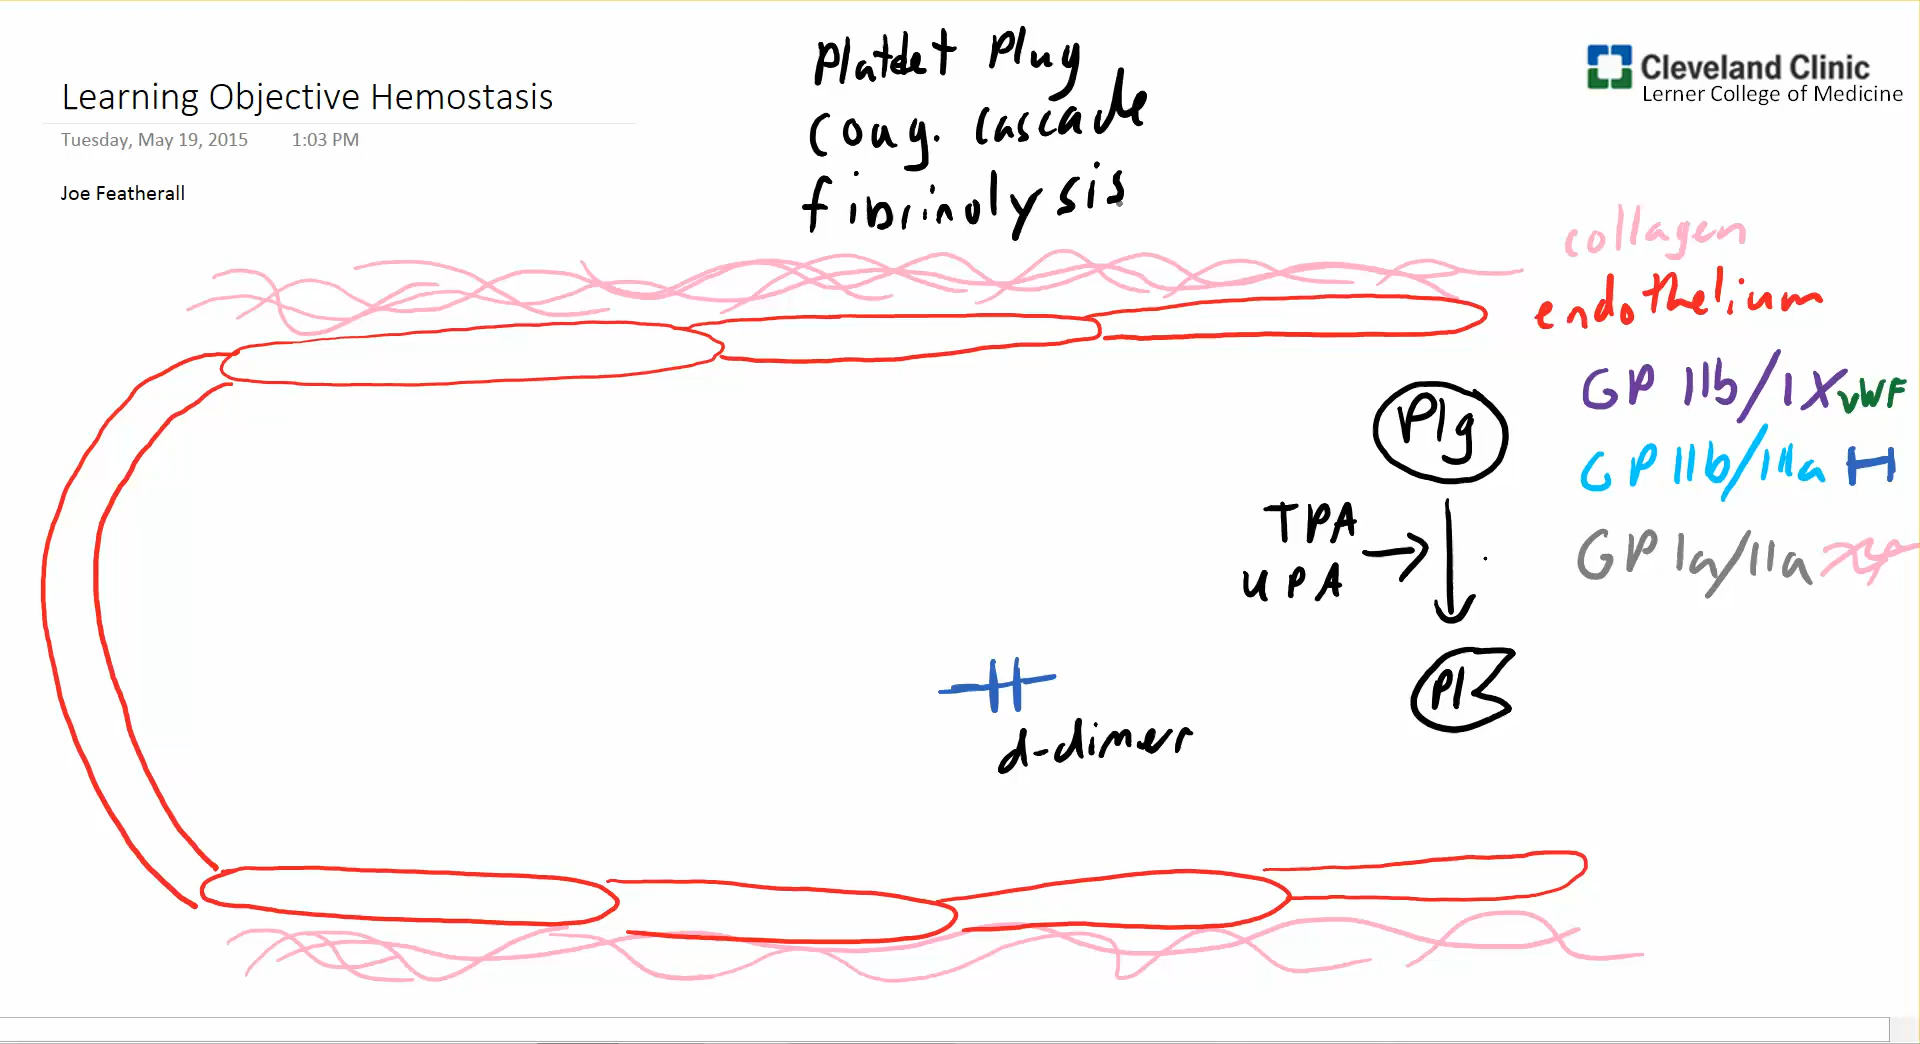 Platelet Plug
Coag. cascade
fibrinolysis
Cleveland Clinic
Lerner College of Medicine
Learning Objective Hemostasis
Tuesday, May 19, 2015 1:03 PM
Joe Featherall
collagen
endothelium
GP IIb/IX vWF
GP IIb/IIIa
GP Ia/IIa
Plg
TPA
UPA
Pl
d-dimer